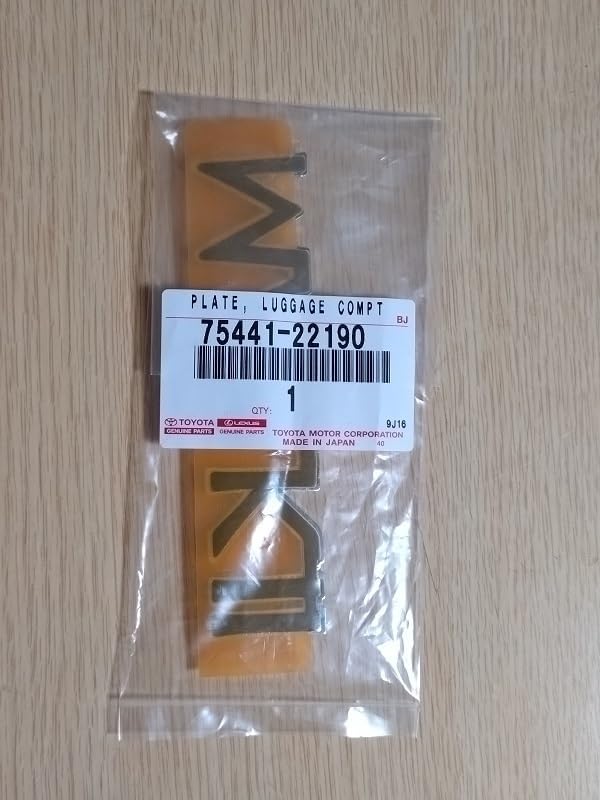 M
PLATE, LUGGAGE COMPT
BJ
75441-22190
QTY: 1
9J16
TOYOTA
GENUINE PARTS
LEXUS
GENUINE PARTS
TOYOTA MOTOR CORPORATION
MADE IN JAPAN 40
K II